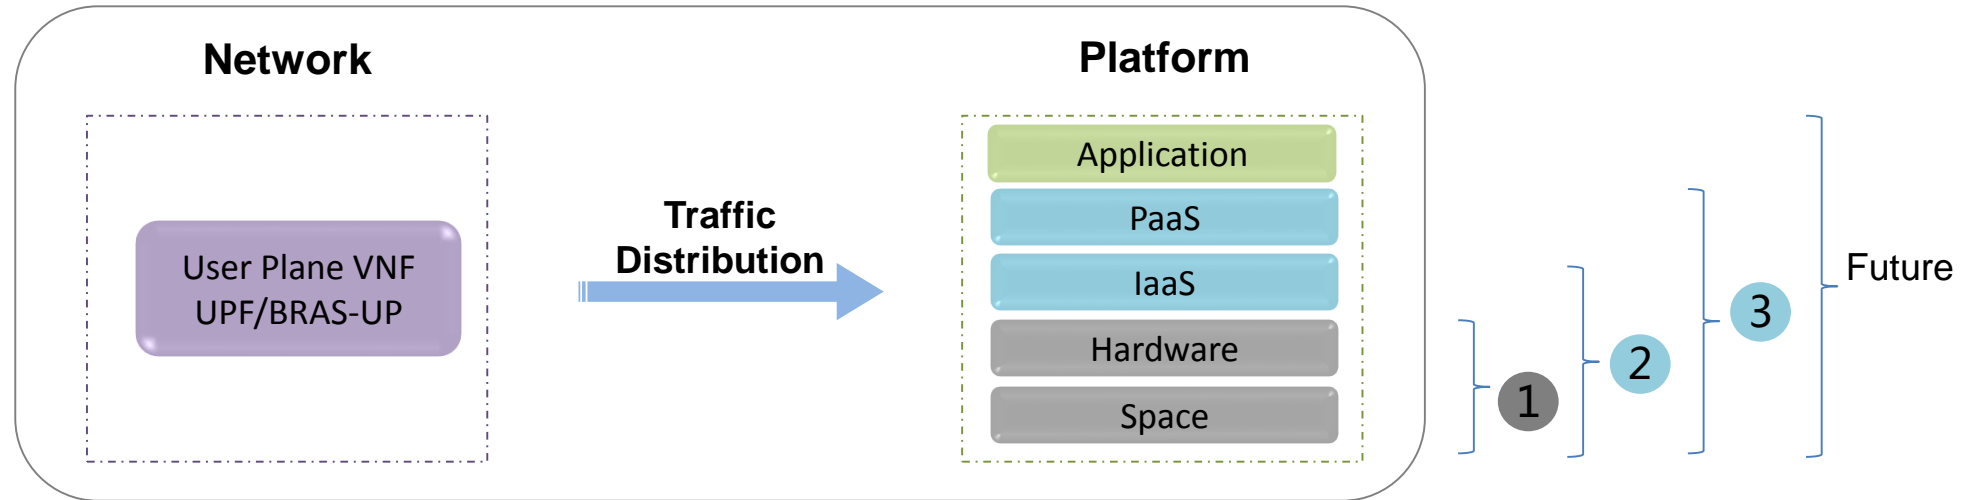 Network
Platform
User Plane VNF
UPF/BRAS-UP
Traffic
Distribution
Application
PaaS
IaaS
Hardware
Space
1
2
3
Future